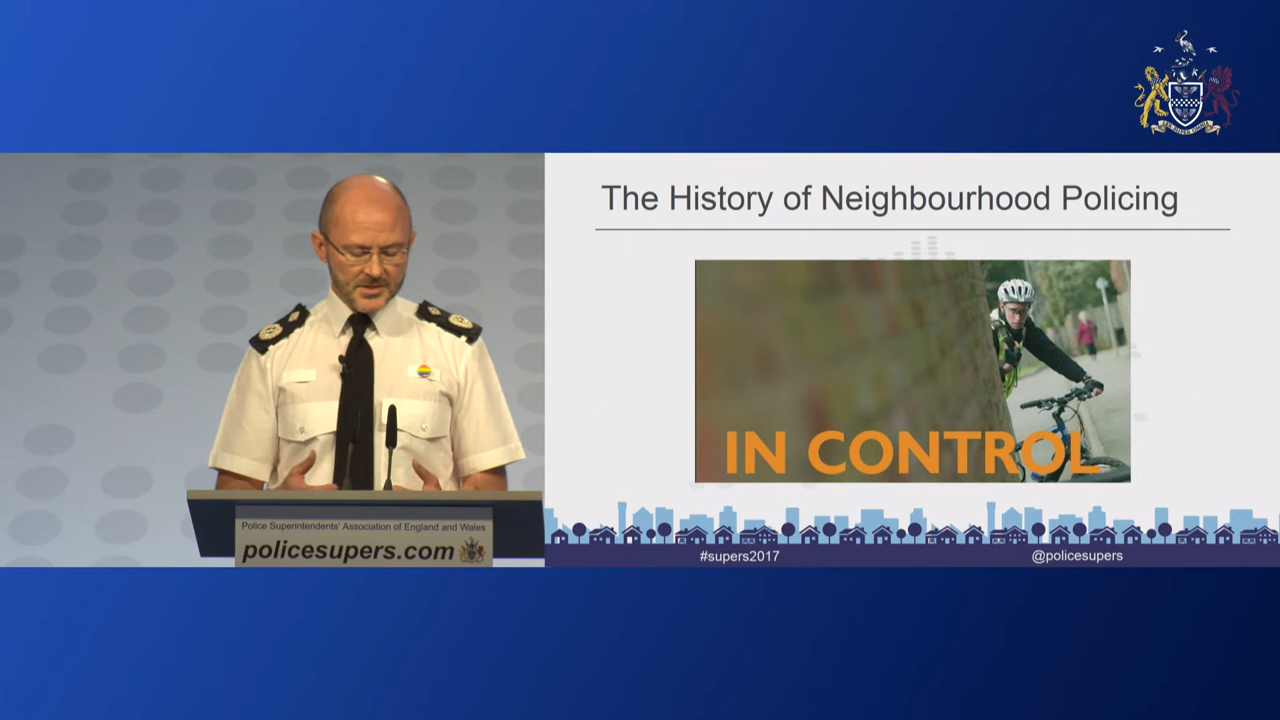 The History of Neighbourhood Policing
IN CONTROL
Police Superintendents' Association of England and Wales
policesupers.com
#supers2017
@policesupers